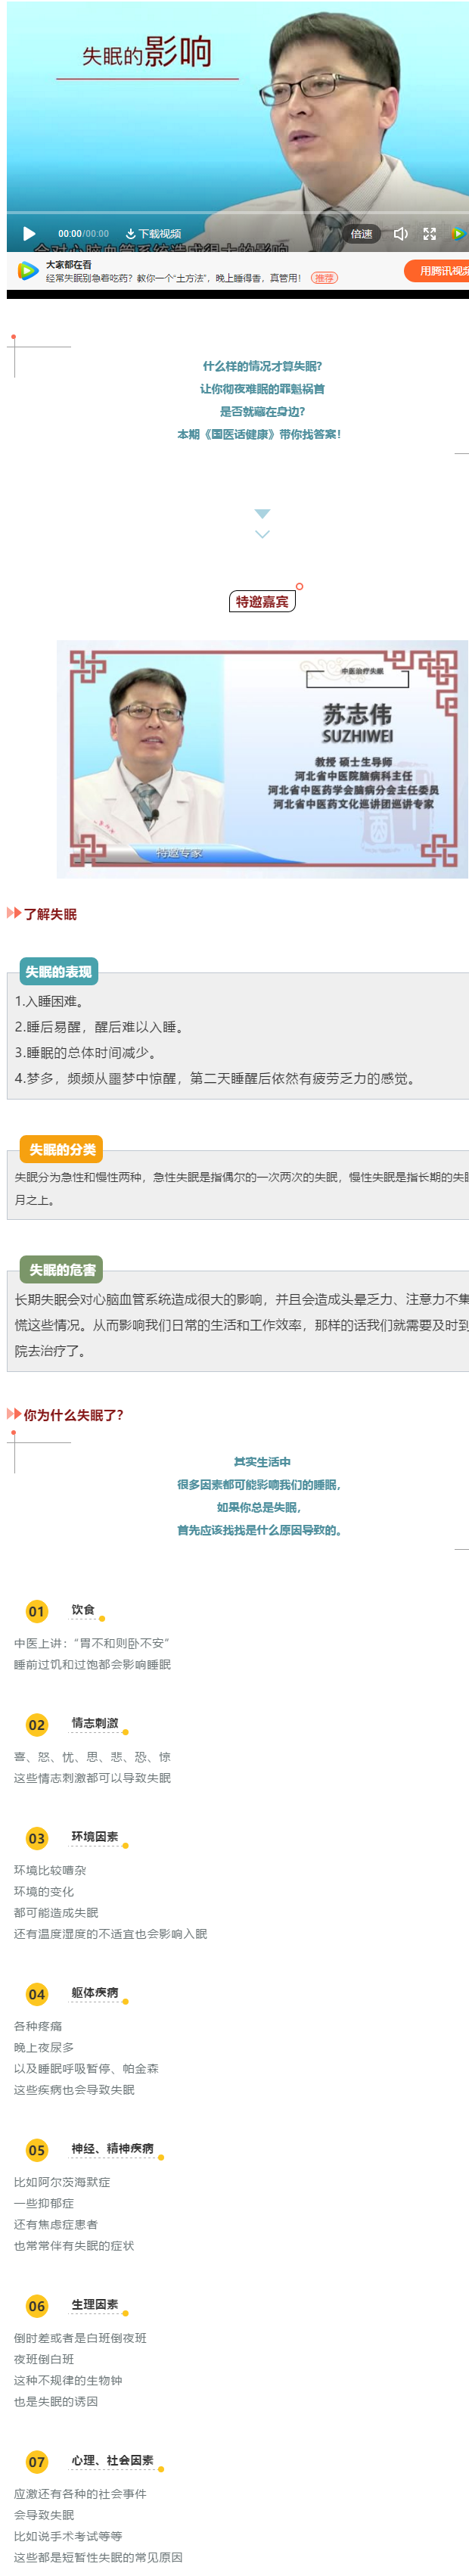 失眠的影响
00:00/00:00
下载视频
倍速
会对心脑血管系统造成很大的影响
大家都在看
经常失眠别急着吃药？教你一个“土方法”，晚上睡得香，真管用！
推荐
用腾讯视频
什么样的情况才算失眠?
让你彻夜难眠的罪魁祸首
是否就藏在身边?
本期《国医话健康》带你找答案!
特邀嘉宾
中医治疗失眠
苏志伟
SUZHIWEI
教授 硕士生导师
河北省中医院脑病科主任
河北省中医药学会脑病分会主任委员
河北省中医药文化巡讲团巡讲专家
特邀专家
了解失眠
失眠的表现
1.入睡困难。
2.睡后易醒，醒后难以入睡。
3.睡眠的总体时间减少。
4.梦多，频频从噩梦中惊醒，第二天睡醒后依然有疲劳乏力的感觉。
失眠的分类
失眠分为急性和慢性两种，急性失眠是指偶尔的一次两次的失眠，慢性失眠是指长期的失眠
月之上。
失眠的危害
长期失眠会对心脑血管系统造成很大的影响，并且会造成头晕乏力、注意力不集
慌这些情况。从而影响我们日常的生活和工作效率，那样的话我们就需要及时到
院去治疗了。
你为什么失眠了?
其实生活中
很多因素都可能影响我们的睡眠，
如果你总是失眠，
首先应该找找是什么原因导致的。
01 饮食
中医上讲：“胃不和则卧不安”
睡前过饥和过饱都会影响睡眠
02 情志刺激
喜、怒、忧、思、悲、恐、惊
这些情志刺激都可以导致失眠
03 环境因素
环境比较嘈杂
环境的变化
都可能造成失眠
还有温度湿度的不适宜也会影响入眠
04 躯体疾病
各种疼痛
晚上夜尿多
以及睡眠呼吸暂停、帕金森
这些疾病也会导致失眠
05 神经、精神疾病
比如阿尔茨海默症
一些抑郁症
还有焦虑症患者
也常常伴有失眠的症状
06 生理因素
倒时差或者是白班倒夜班
夜班倒白班
这种不规律的生物钟
也是失眠的诱因
07 心理、社会因素
应激还有各种的社会事件
会导致失眠
比如说手术考试等等
这些都是短暂性失眠的常见原因